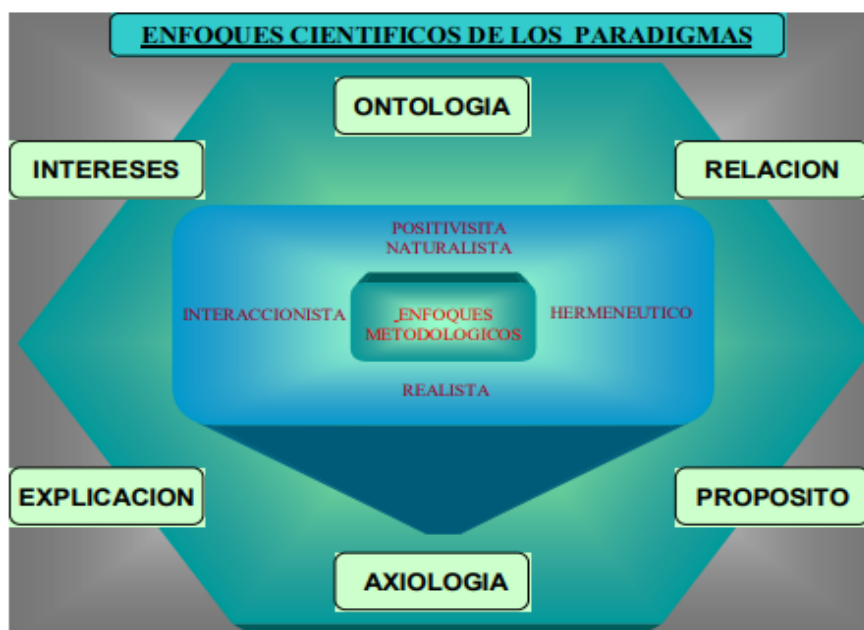 ENFOQUES CIENTIFICOS DE LOS PARADIGMAS
ONTOLOGIA
INTERESES
RELACION
POSITIVISITA
NATURALISTA
INTERACCIONISTA
ENFOQUES
METODOLOGICOS
HERMENEUTICO
REALISTA
EXPLICACION
PROPOSITO
AXIOLOGIA